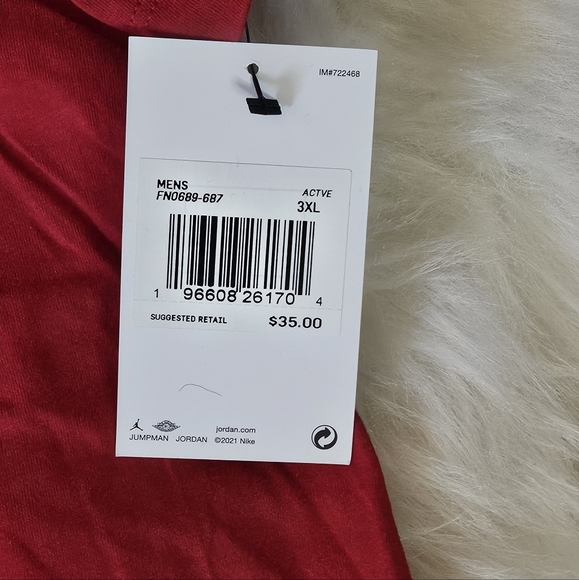 IM#722468
MENS
FN0689-687 ACTVE
3XL
1 96608 26170 4
SUGGESTED RETAIL $35.00
jordan.com
JUMPMAN JORDAN ©2021 Nike